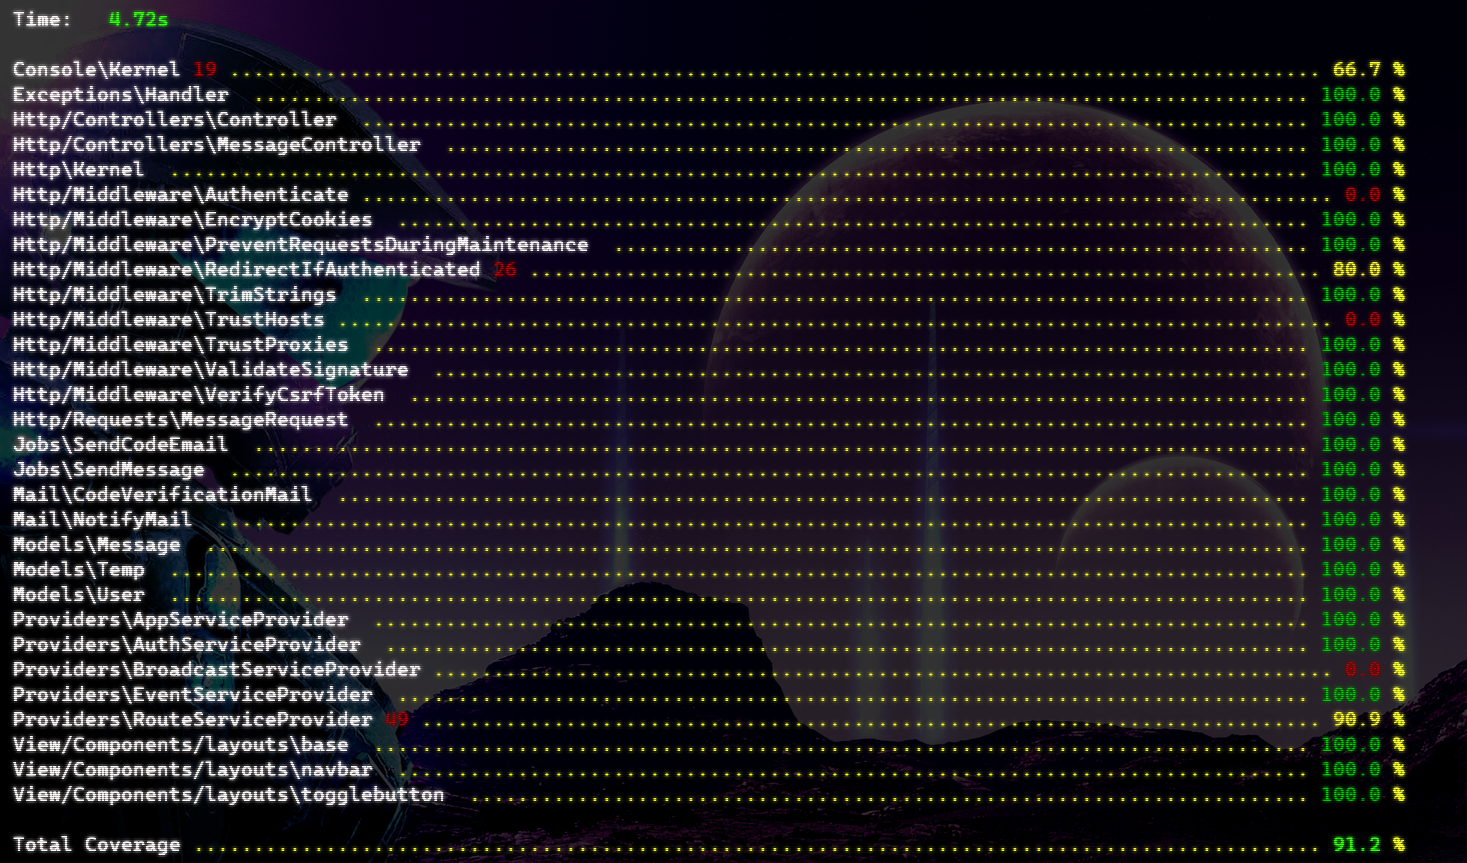 Time: 4.72s
Console\Kernel 19 ........................................................................................... 66.7 %
Exceptions\Handler ........................................................................................ 100.0 %
Http/Controllers\Controller ............................................................................... 100.0 %
Http/Controllers\MessageController ........................................................................ 100.0 %
Http\Kernel ............................................................................................... 100.0 %
Http/Middleware\Authenticate ................................................................................. 0.0 %
Http/Middleware\EncryptCookies ............................................................................ 100.0 %
Http/Middleware\PreventRequestsDuringMaintenance .......................................................... 100.0 %
Http/Middleware\RedirectIfAuthenticated 26 .................................................................. 80.0 %
Http/Middleware\TrimStrings ............................................................................... 100.0 %
Http/Middleware\TrustHosts ................................................................................... 0.0 %
Http/Middleware\TrustProxies .............................................................................. 100.0 %
Http/Middleware\ValidateSignature ......................................................................... 100.0 %
Http/Middleware\VerifyCsrfToken ........................................................................... 100.0 %
Http/Requests\MessageRequest .............................................................................. 100.0 %
Jobs\SendCodeEmail ........................................................................................ 100.0 %
Jobs\SendMessage .......................................................................................... 100.0 %
Mail\CodeVerificationMail ................................................................................. 100.0 %
Mail\NotifyMail ........................................................................................... 100.0 %
Models\Message ............................................................................................ 100.0 %
Models\Temp ............................................................................................... 100.0 %
Models\User ............................................................................................... 100.0 %
Providers\AppServiceProvider .............................................................................. 100.0 %
Providers\AuthServiceProvider ............................................................................. 100.0 %
Providers\BroadcastServiceProvider ........................................................................... 0.0 %
Providers\EventServiceProvider ............................................................................ 100.0 %
Providers\RouteServiceProvider 49 ........................................................................... 90.9 %
View/Components/layouts\base .............................................................................. 100.0 %
View/Components/layouts\navbar ............................................................................ 100.0 %
View/Components/layouts\togglebutton ...................................................................... 100.0 %
Total Coverage .............................................................................................. 91.2 %